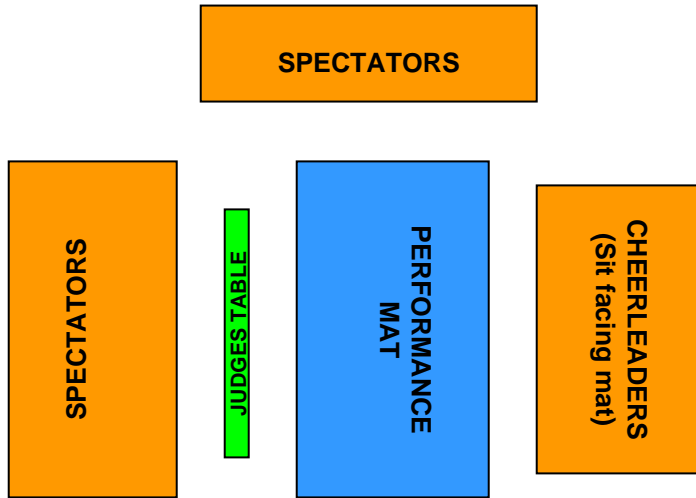 SPECTATORS
SPECTATORS
JUDGES TABLE
PERFORMANCE
MAT
CHEERLEADERS
(Sit facing mat)